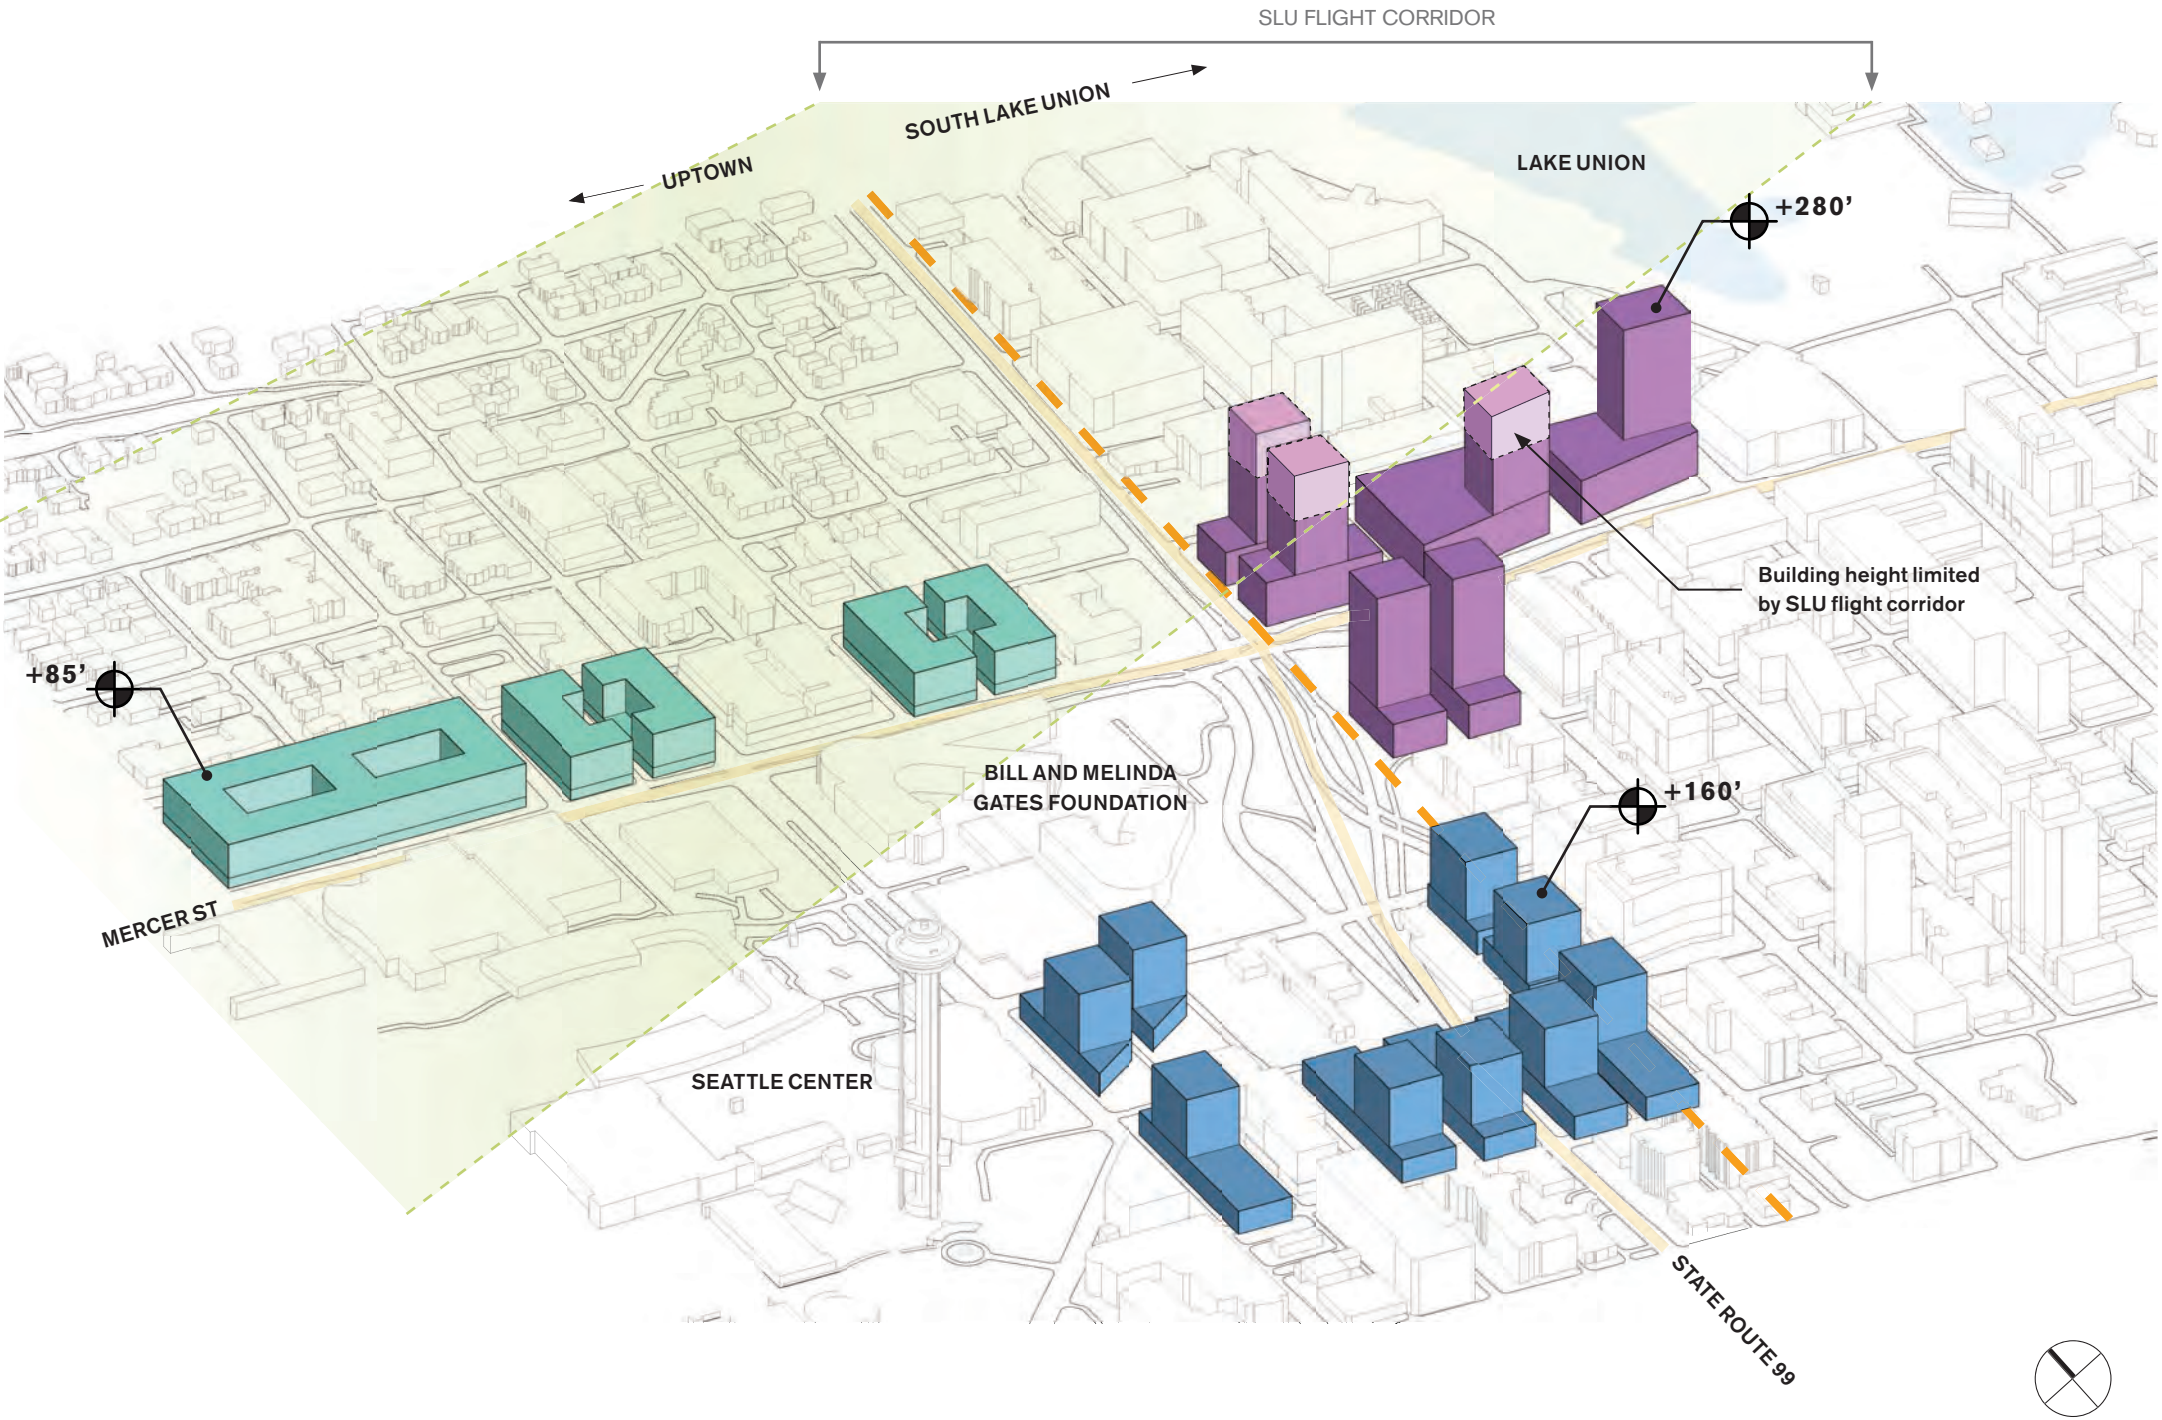 SLU FLIGHT CORRIDOR
SOUTH LAKE UNION
UPTOWN
LAKE UNION
+280’
Building height limited
by SLU flight corridor
+85’
BILL AND MELINDA
GATES FOUNDATION
+160’
MERCER ST
SEATTLE CENTER
STATE ROUTE 99